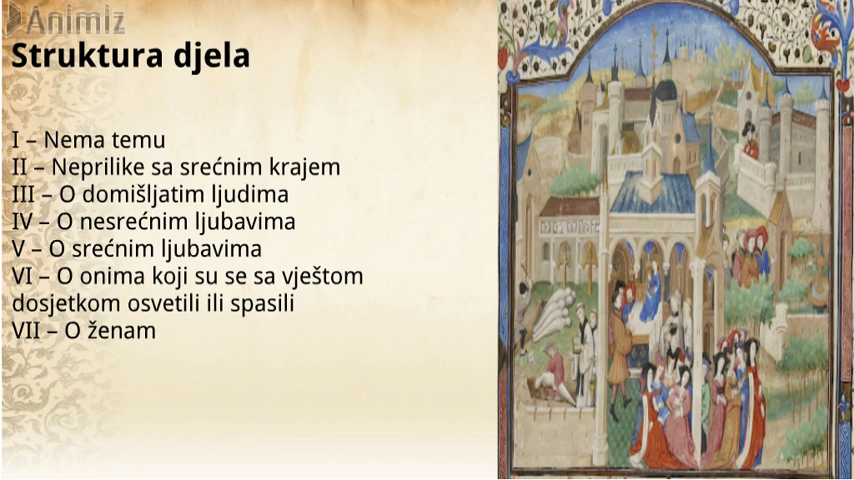 Animiz
Struktura djela
I – Nema temu
II – Neprilike sa srećnim krajem
III – O domišljatim ljudima
IV – O nesrećnim ljubavima
V – O srećnim ljubavima
VI – O onima koji su se sa vještom
dosjetkom osvetili ili spasili
VII – O ženam